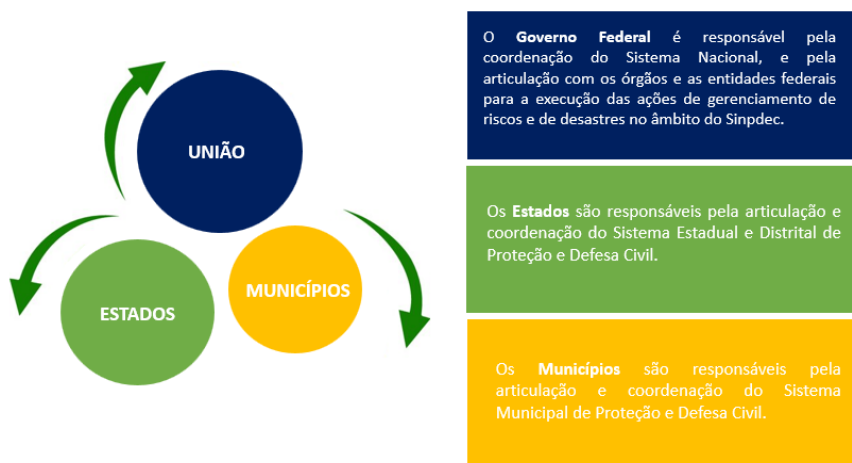 UNIÃO
ESTADOS
MUNICÍPIOS
O Governo Federal é responsável pela
coordenação do Sistema Nacional, e pela
articulação com os órgãos e as entidades federais
para a execução das ações de gerenciamento de
riscos e de desastres no âmbito do Sinpdec.
Os Estados são responsáveis pela articulação e
coordenação do Sistema Estadual e Distrital de
Proteção e Defesa Civil.
Os Municípios são responsáveis pela
articulação e coordenação do Sistema
Municipal de Proteção e Defesa Civil.